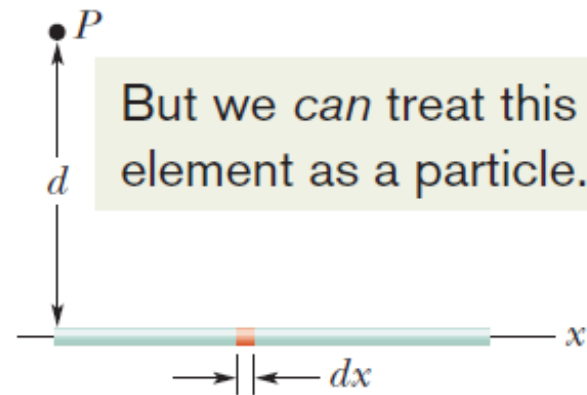 P
But we can treat this
element as a particle.
d
x
dx